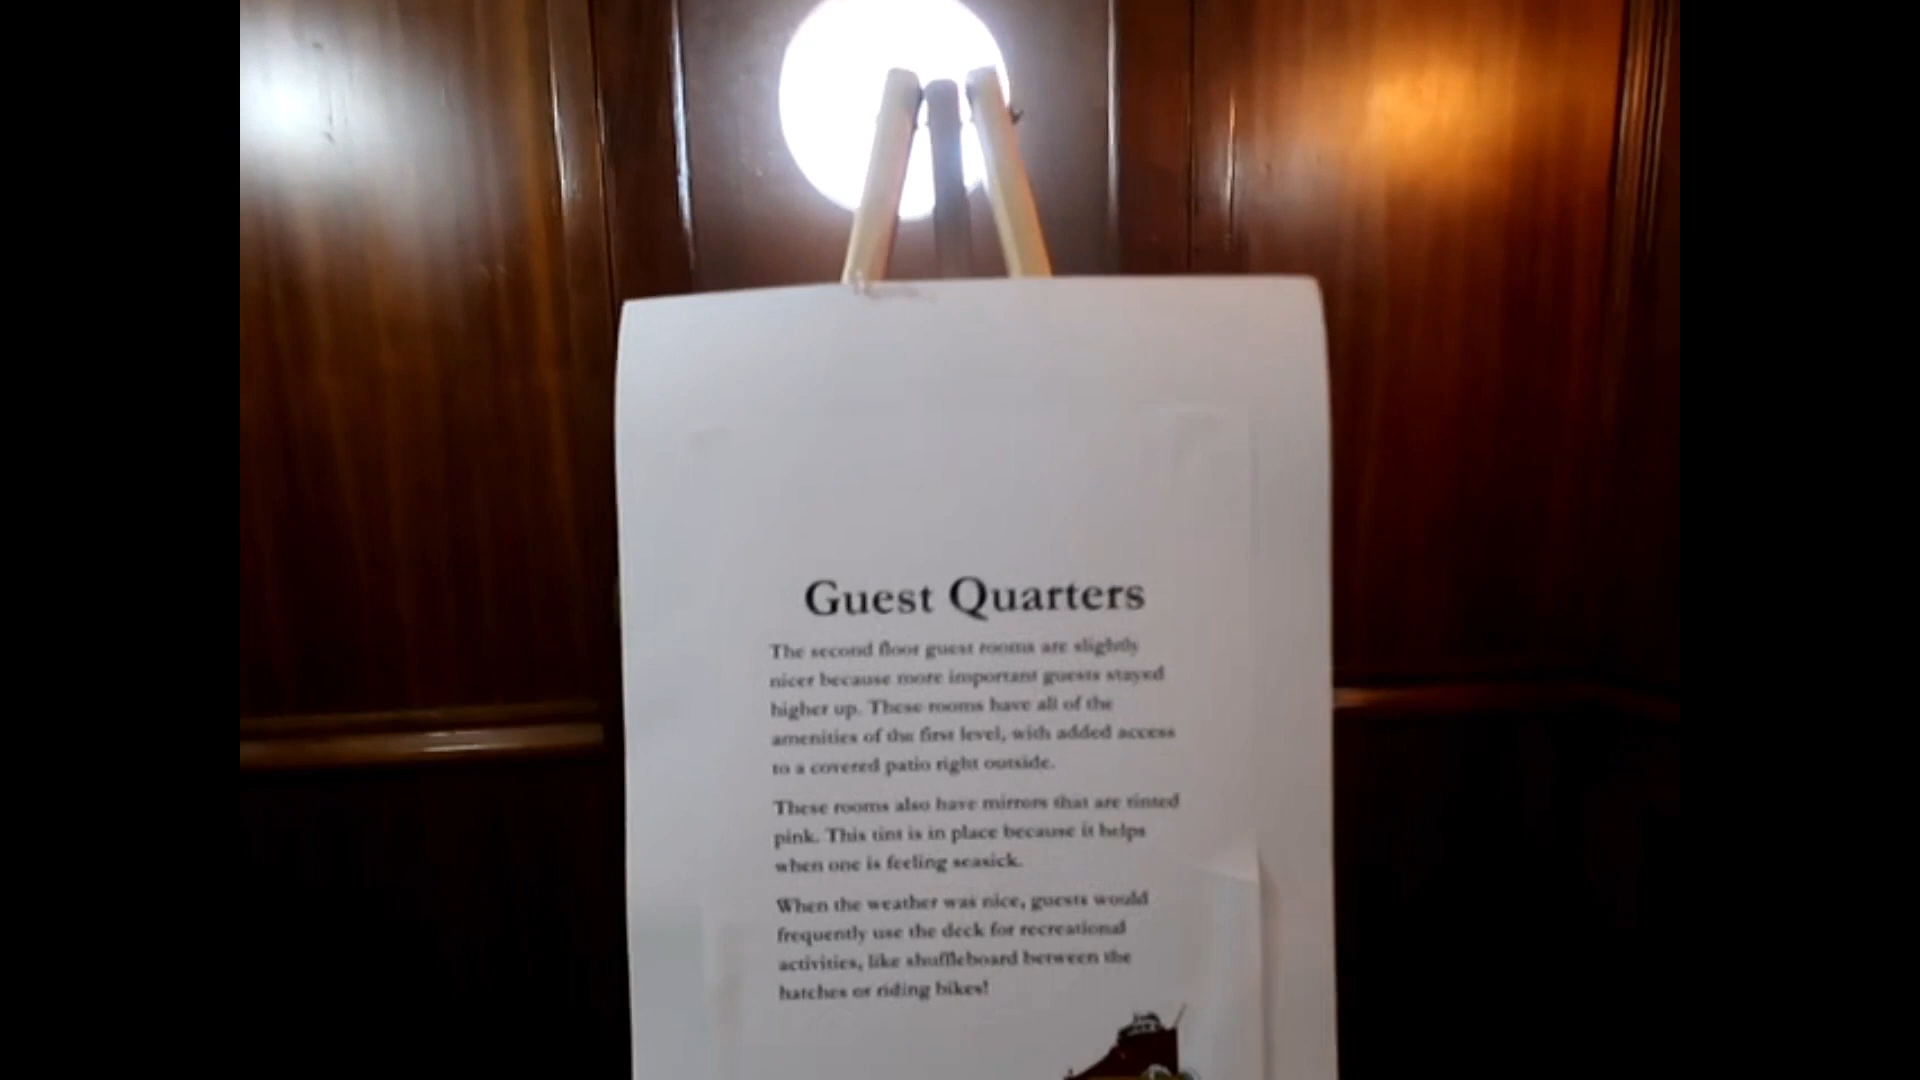 Guest Quarters
The second floor guest rooms are slightly
nicer because more important guests stayed
higher up. These rooms have all of the
amenities of the first level, with added access
to a covered patio right outside.
These rooms also have mirrors that are tinted
pink. This tint is in place because it helps
when one is feeling seasick.
When the weather was nice, guests would
frequently use the deck for recreational
activities, like shuffleboard between the
hatches or riding bikes!